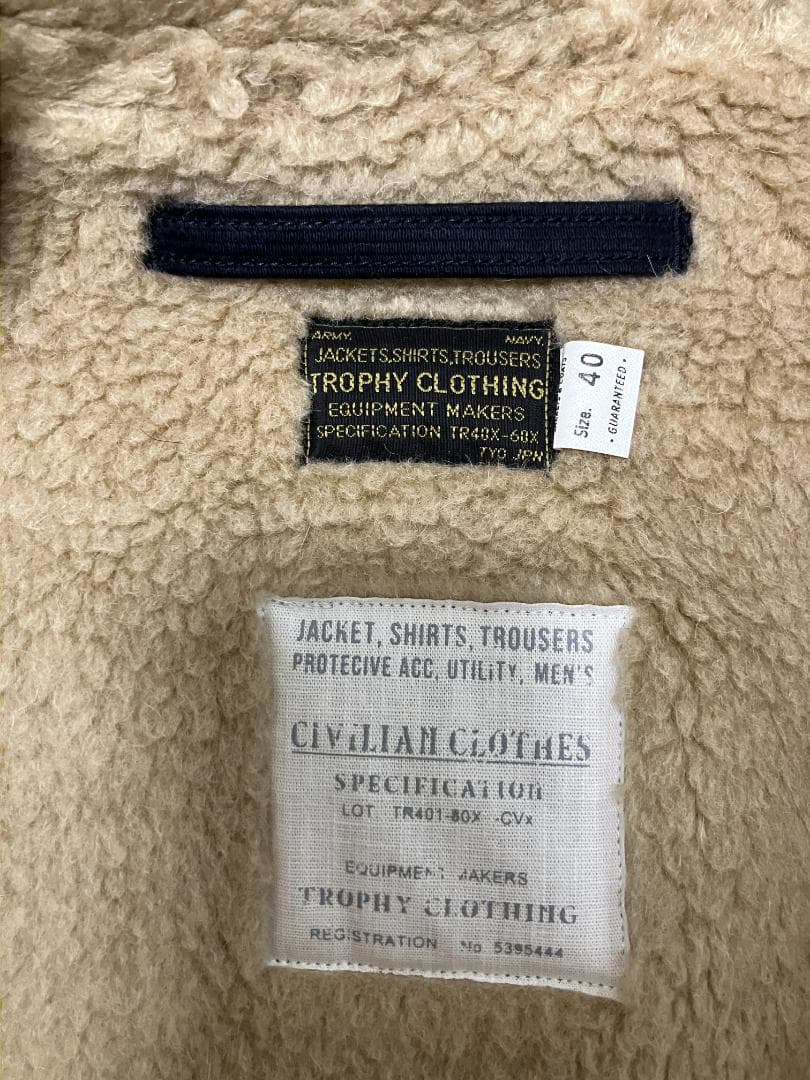 ARMY. NAVY.
JACKETS,SHIRTS,TROUSERS
TROPHY CLOTHING
EQUIPMENT MAKERS
SPECIFICATION TR40X-60X
TYO JPN
Size. 40
• GUARANTEED •
JACKET, SHIRTS, TROUSERS
PROTECIVE ACC, UTILITY, MEN'S
CIVILIAN CLOTHES
SPECIFICATION
LOT TR401-80X -CVx
EQUIPMENT MAKERS
TROPHY CLOTHING
REGISTRATION No 5395444